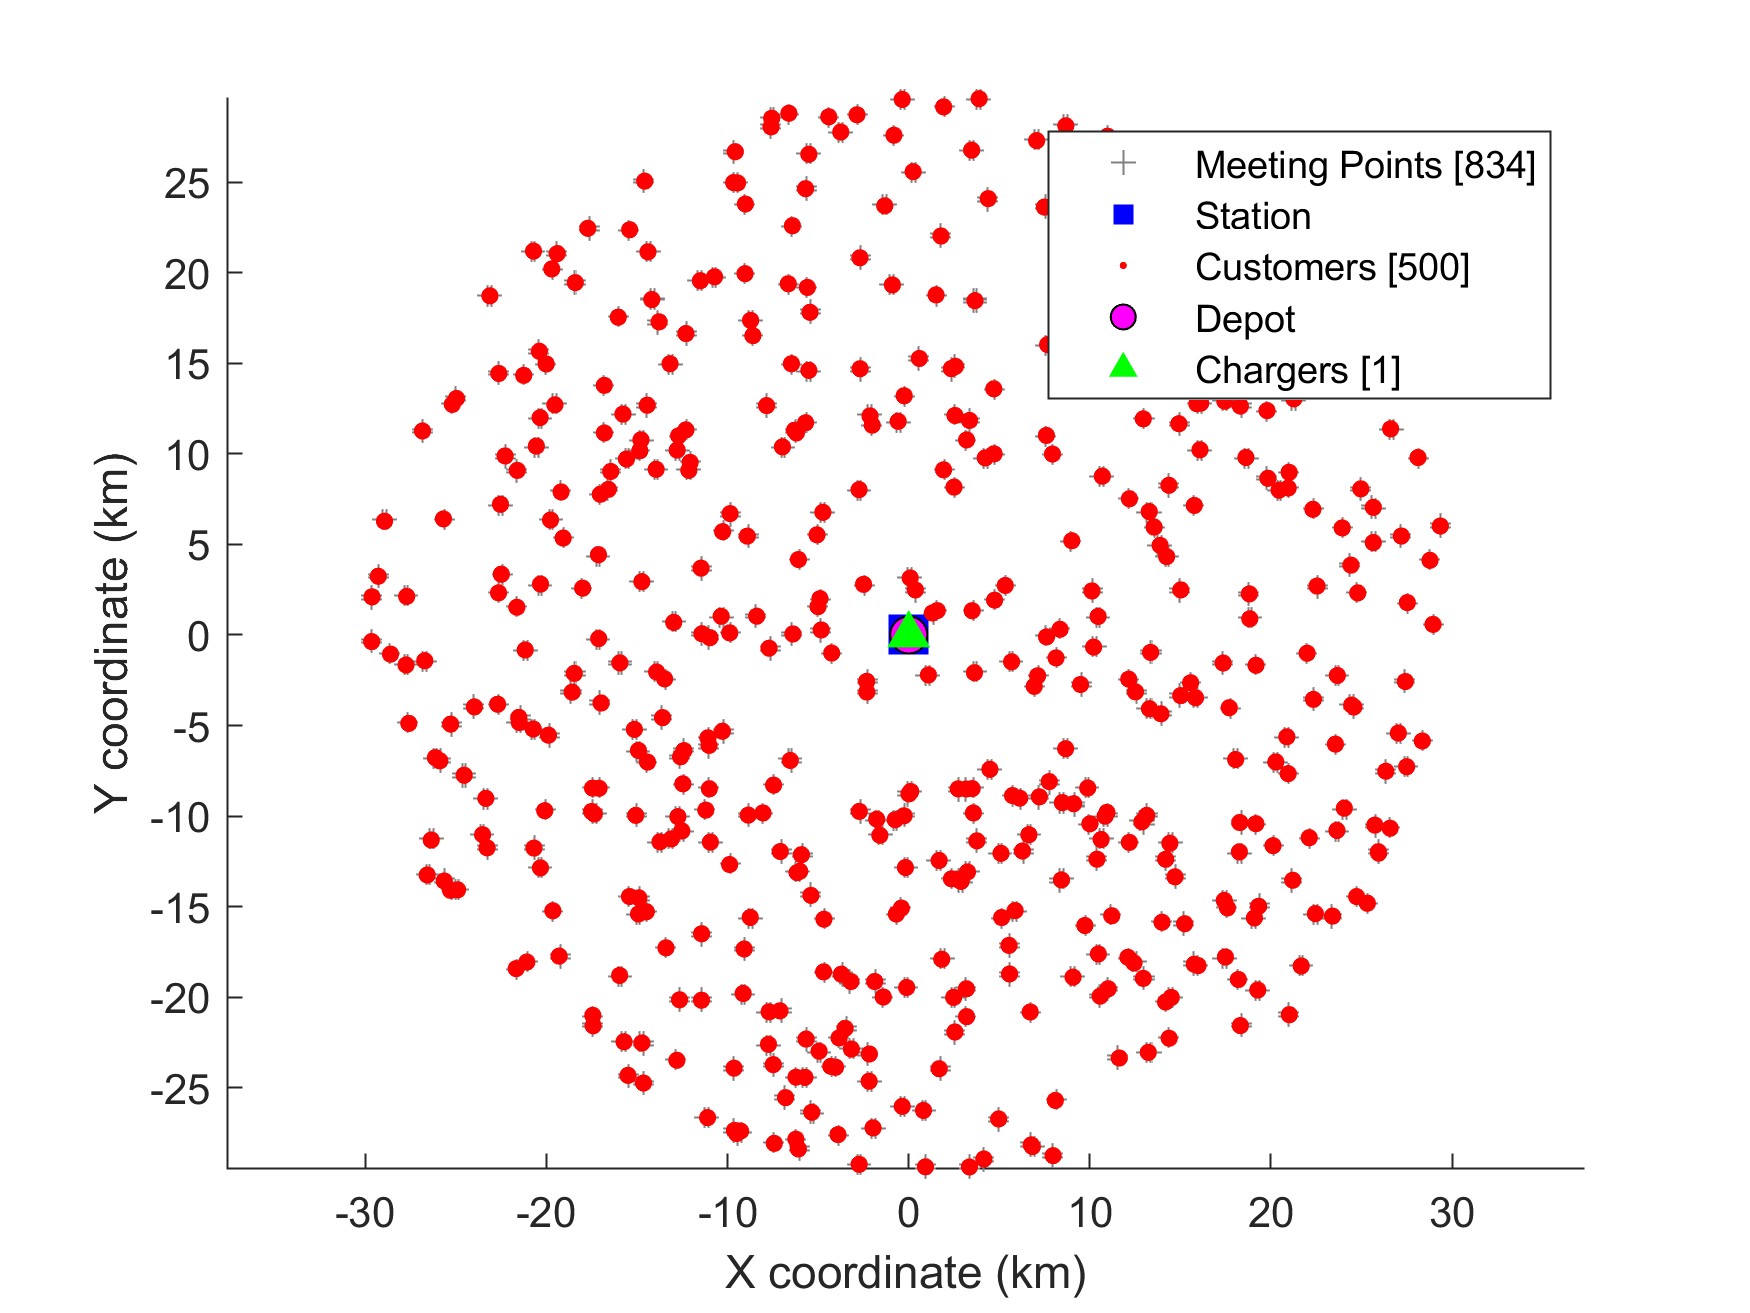 Meeting Points [834]
Station
Customers [500]
Depot
Chargers [1]
25
20
15
10
5
0
-5
-10
-15
-20
-25
Y coordinate (km)
-30 -20 -10 0 10 20 30
X coordinate (km)